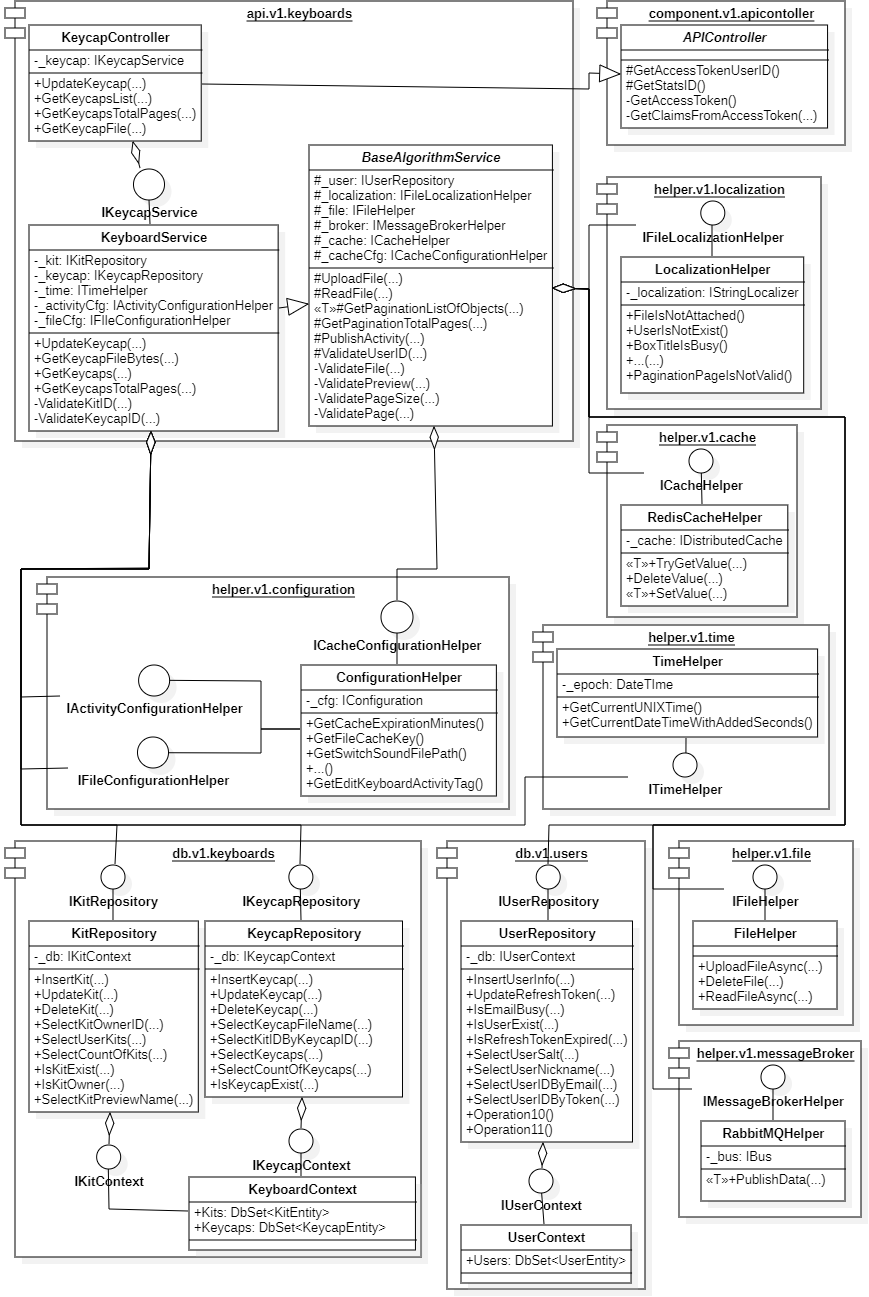 api.v1.keyboards
KeycapController
-_keycap: IKeycapService
+UpdateKeycap(...)
+GetKeycapsList(...)
+GetKeycapsTotalPages(...)
+GetKeycapFile(...)
IKeycapService
KeyboardService
-_kit: IKitRepository
-_keycap: IKeycapRepository
-_time: ITimeHelper
-_activityCfg: IActivityConfigurationHelper
-_fileCfg: IFIleConfigurationHelper
+UpdateKeycap(...)
+GetKeycapFileBytes(...)
+GetKeycaps(...)
+GetKeycapsTotalPages(...)
-ValidateKitID(...)
-ValidateKeycapID(...)
BaseAlgorithmService
#_user: IUserRepository
#_localization: IFileLocalizationHelper
#_file: IFileHelper
#_broker: IMessageBrokerHelper
#_cache: ICacheHelper
#_cacheCfg: ICacheConfigurationHelper
#UploadFile(...)
#ReadFile(...)
«T»#GetPaginationListOfObjects(...)
#GetPaginationTotalPages(...)
#PublishActivity(...)
#ValidateUserID(...)
-ValidateFile(...)
-ValidatePreview(...)
-ValidatePageSize(...)
-ValidatePage(...)
component.v1.apicontoller
APIController
#GetAccessTokenUserID()
#GetStatsID()
-GetAccessToken()
-GetClaimsFromAccessToken(...)
helper.v1.localization
IFileLocalizationHelper
LocalizationHelper
-_localization: IStringLocalizer
+FileIsNotAttached()
+UserIsNotExist()
+BoxTitleIsBusy()
+...(...)
+PaginationPageIsNotValid()
helper.v1.cache
ICacheHelper
RedisCacheHelper
-_cache: IDistributedCache
«T»+TryGetValue(...)
+DeleteValue(...)
«T»+SetValue(...)
helper.v1.configuration
ICacheConfigurationHelper
IActivityConfigurationHelper
IFileConfigurationHelper
ConfigurationHelper
-_cfg: IConfiguration
+GetCacheExpirationMinutes()
+GetFileCacheKey()
+GetSwitchSoundFilePath()
+...()
+GetEditKeyboardActivityTag()
helper.v1.time
TimeHelper
-_epoch: DateTIme
+GetCurrentUNIXTime()
+GetCurrentDateTimeWithAddedSeconds()
ITimeHelper
db.v1.keyboards
IKitRepository
KitRepository
-_db: IKitContext
+InsertKit(...)
+UpdateKit(...)
+DeleteKit(...)
+SelectKitOwnerID(...)
+SelectUserKits(...)
+SelectCountOfKits(...)
+IsKitExist(...)
+IsKitOwner(...)
+SelectKitPreviewName(...)
IKitContext
IKeycapRepository
KeycapRepository
-_db: IKeycapContext
+InsertKeycap(...)
+UpdateKeycap(...)
+DeleteKeycap(...)
+SelectKeycapFileName(...)
+SelectKitIDByKeycapID(...)
+SelectKeycaps(...)
+SelectCountOfKeycaps(...)
+IsKeycapExist(...)
IKeycapContext
KeyboardContext
+Kits: DbSet<KitEntity>
+Keycaps: DbSet<KeycapEntity>
db.v1.users
IUserRepository
UserRepository
-_db: IUserContext
+InsertUserInfo(...)
+UpdateRefreshToken(...)
+IsEmailBusy(...)
+IsUserExist(...)
+IsRefreshTokenExpired(...)
+SelectUserSalt(...)
+SelectUserNickname(...)
+SelectUserIDByEmail(...)
+SelectUserIDByToken(...)
+Operation10()
+Operation11()
IUserContext
UserContext
+Users: DbSet<UserEntity>
helper.v1.file
IFileHelper
FileHelper
+UploadFileAsync(...)
+DeleteFile(...)
+ReadFileAsync(...)
helper.v1.messageBroker
IMessageBrokerHelper
RabbitMQHelper
-_bus: IBus
«T»+PublishData(...)